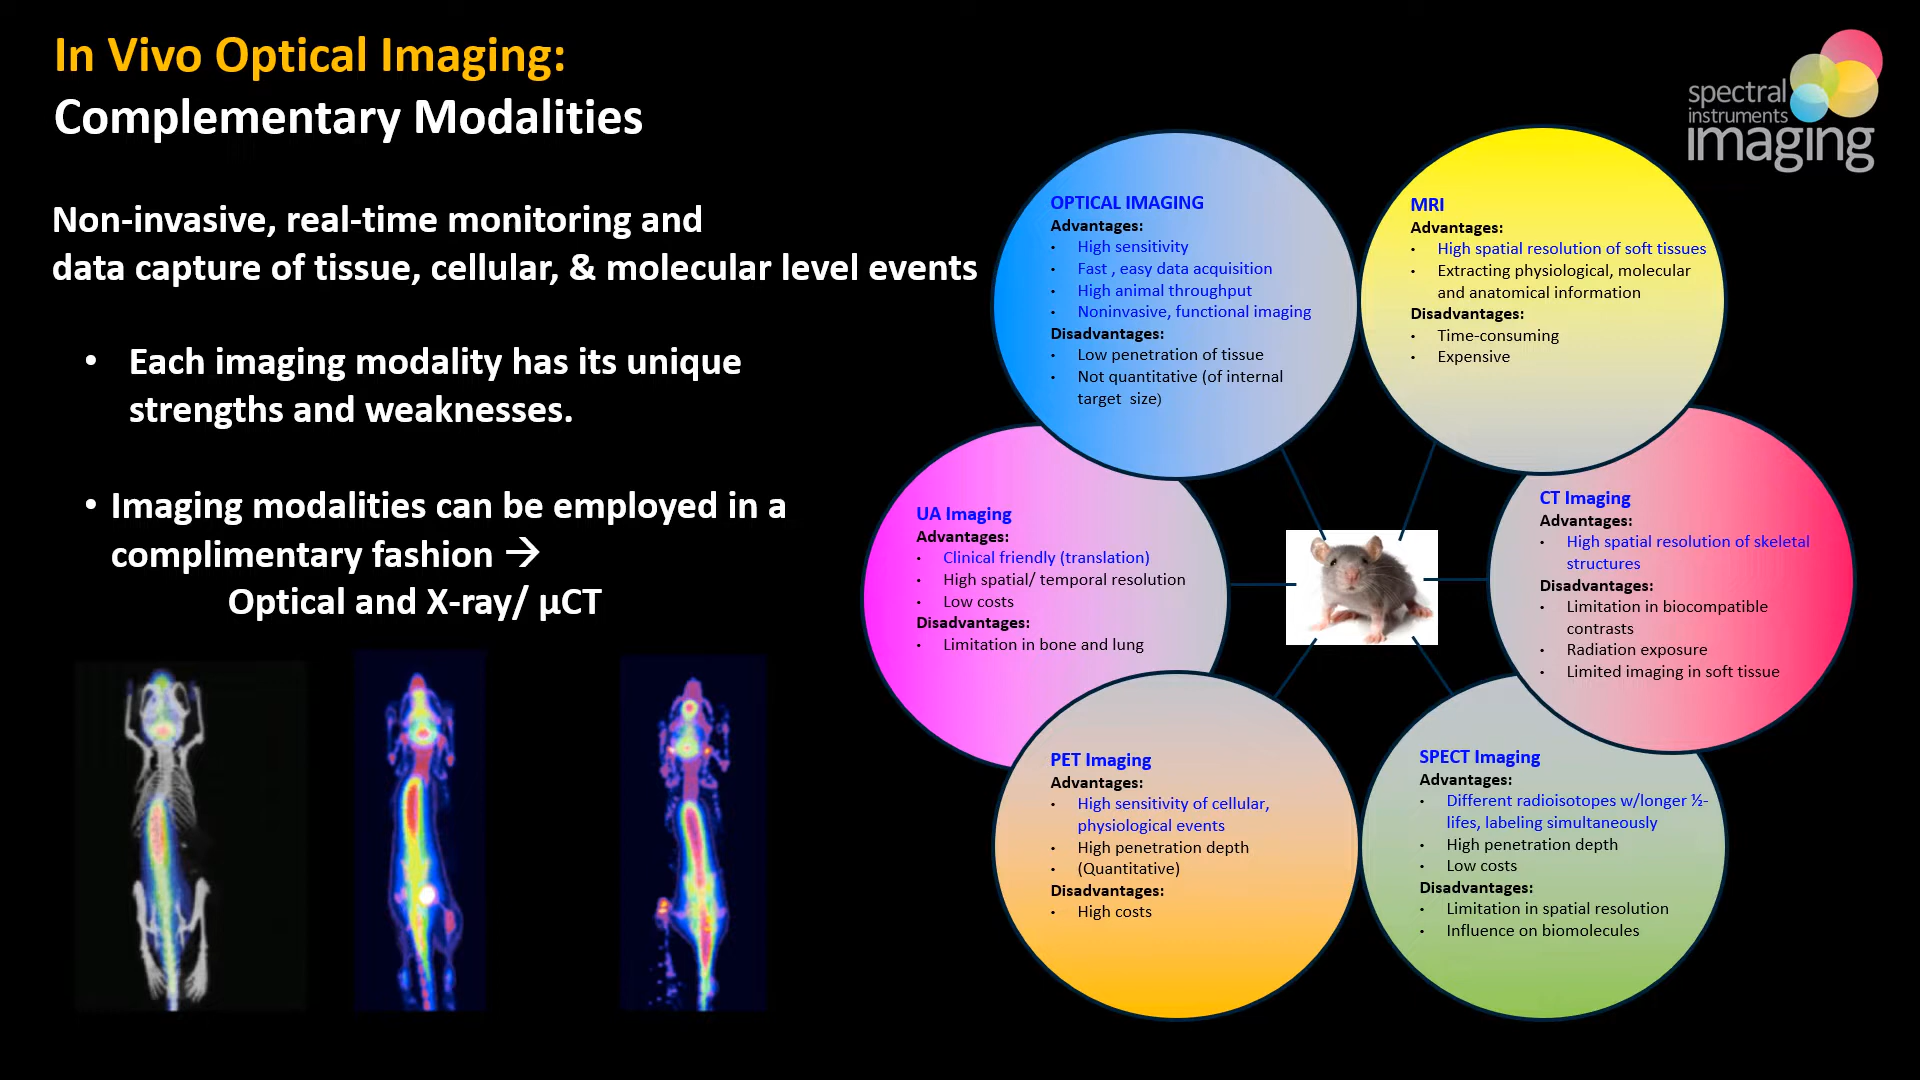 In Vivo Optical Imaging:
Complementary Modalities
Non-invasive, real-time monitoring and
data capture of tissue, cellular, & molecular level events
• Each imaging modality has its unique
strengths and weaknesses.
• Imaging modalities can be employed in a
complimentary fashion →
Optical and X-ray/ µCT
spectral
instruments
imaging
OPTICAL IMAGING
Advantages:
• High sensitivity
• Fast , easy data acquisition
• High animal throughput
• Noninvasive, functional imaging
Disadvantages:
• Low penetration of tissue
• Not quantitative (of internal
target size)
MRI
Advantages:
• High spatial resolution of soft tissues
• Extracting physiological, molecular
and anatomical information
Disadvantages:
• Time-consuming
• Expensive
UA Imaging
Advantages:
• Clinical friendly (translation)
• High spatial/ temporal resolution
• Low costs
Disadvantages:
• Limitation in bone and lung
CT Imaging
Advantages:
• High spatial resolution of skeletal
structures
Disadvantages:
• Limitation in biocompatible
contrasts
• Radiation exposure
• Limited imaging in soft tissue
PET Imaging
Advantages:
• High sensitivity of cellular,
physiological events
• High penetration depth
• (Quantitative)
Disadvantages:
• High costs
SPECT Imaging
Advantages:
• Different radioisotopes w/longer ½-
lifes, labeling simultaneously
• High penetration depth
• Low costs
Disadvantages:
• Limitation in spatial resolution
• Influence on biomolecules